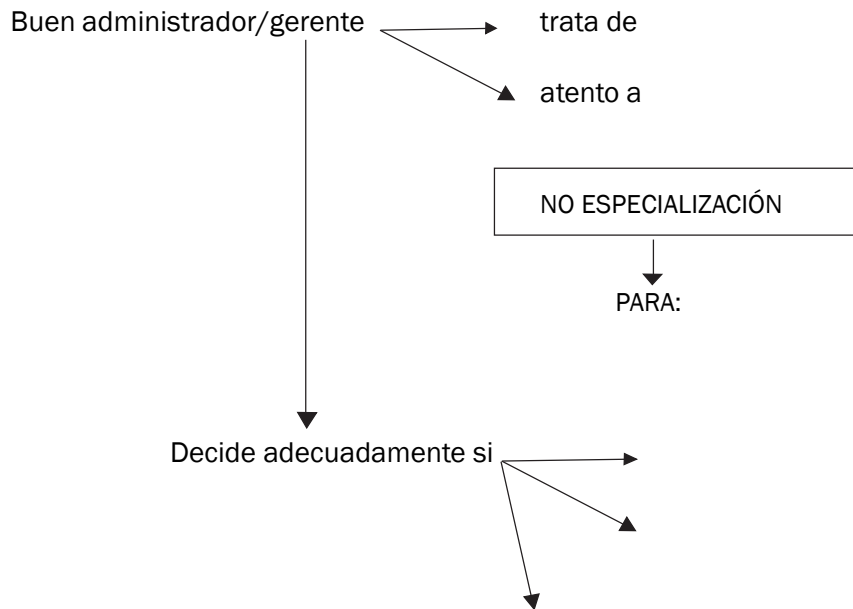 Buen administrador/gerente
trata de
atento a
NO ESPECIALIZACIÓN
PARA:
Decide adecuadamente si